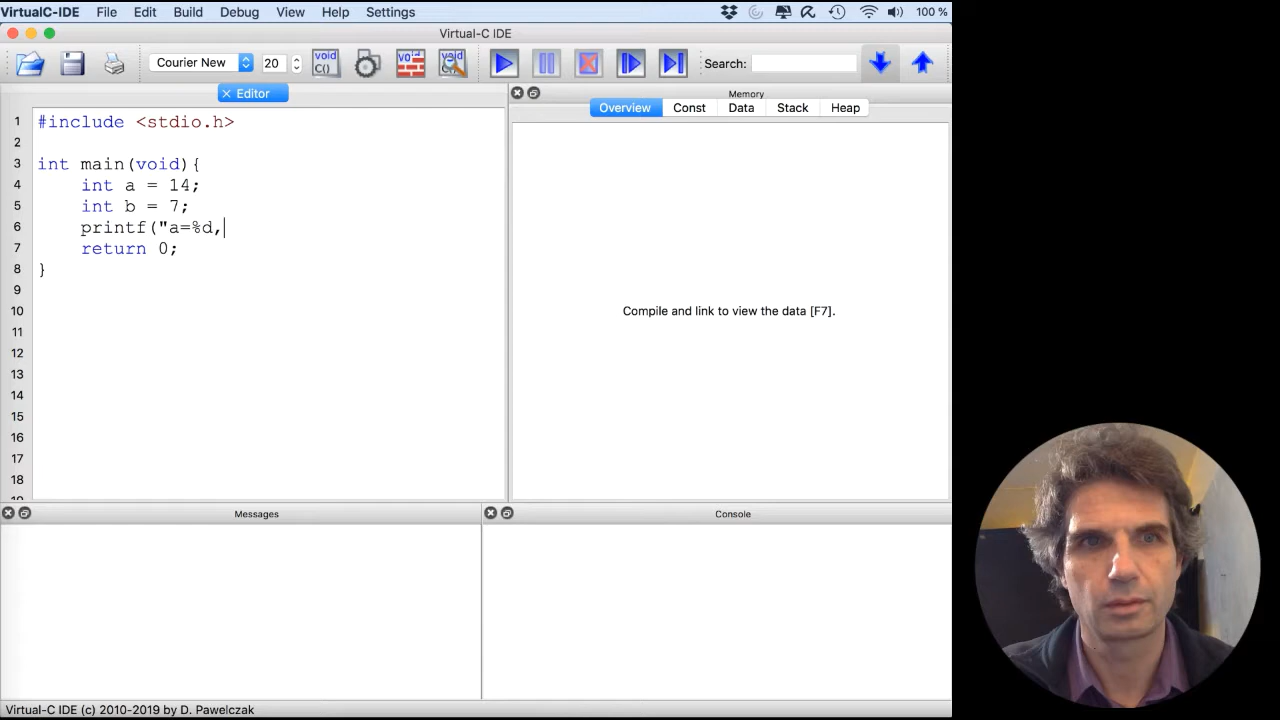 VirtualC-IDE File Edit Build Debug View Help Settings 100 %
Virtual-C IDE
Courier New 20 void C() Search:
Editor
Memory
Overview Const Data Stack Heap
1 #include <stdio.h>
2
3 int main(void){
4 int a = 14;
5 int b = 7;
6 printf("a=%d,
7 return 0;
8 }
9
10
11
12
13
14
15
16
17
18
Compile and link to view the data [F7].
Messages
Console
Virtual-C IDE (c) 2010-2019 by D. Pawelczak